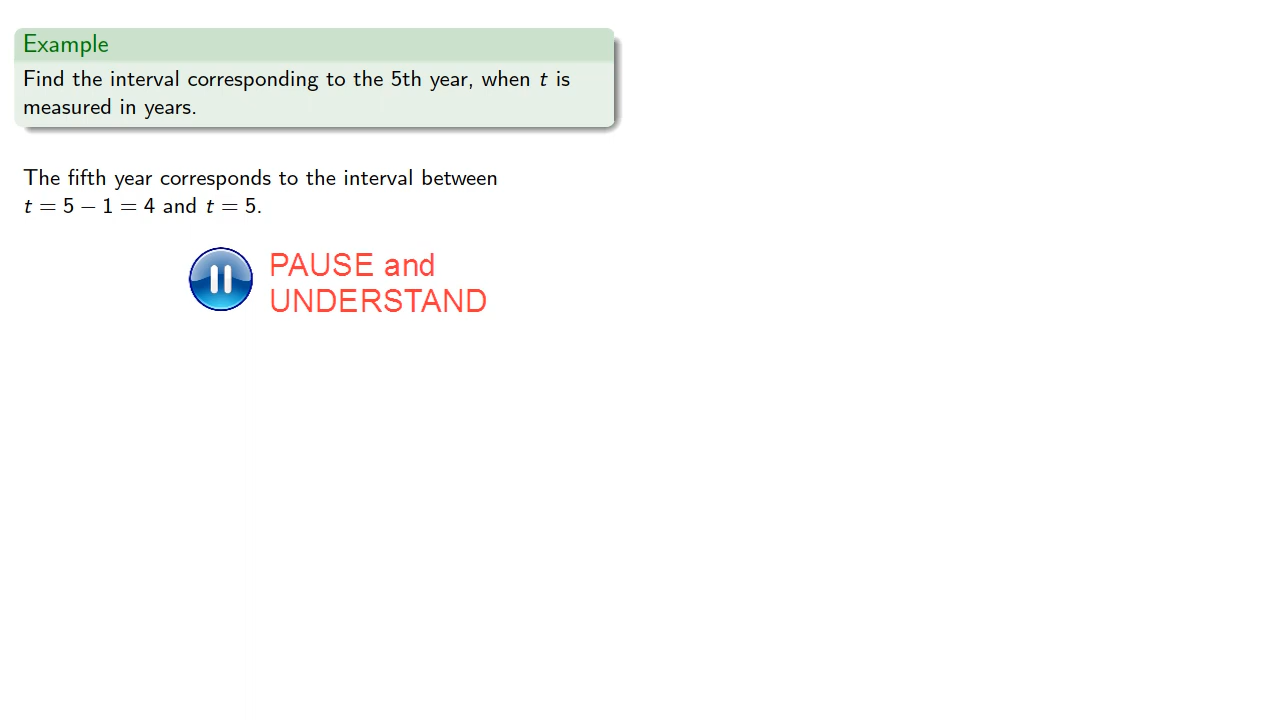 Example
Find the interval corresponding to the 5th year, when t is
measured in years.
The fifth year corresponds to the interval between
t = 5 − 1 = 4 and t = 5.
PAUSE and
UNDERSTAND